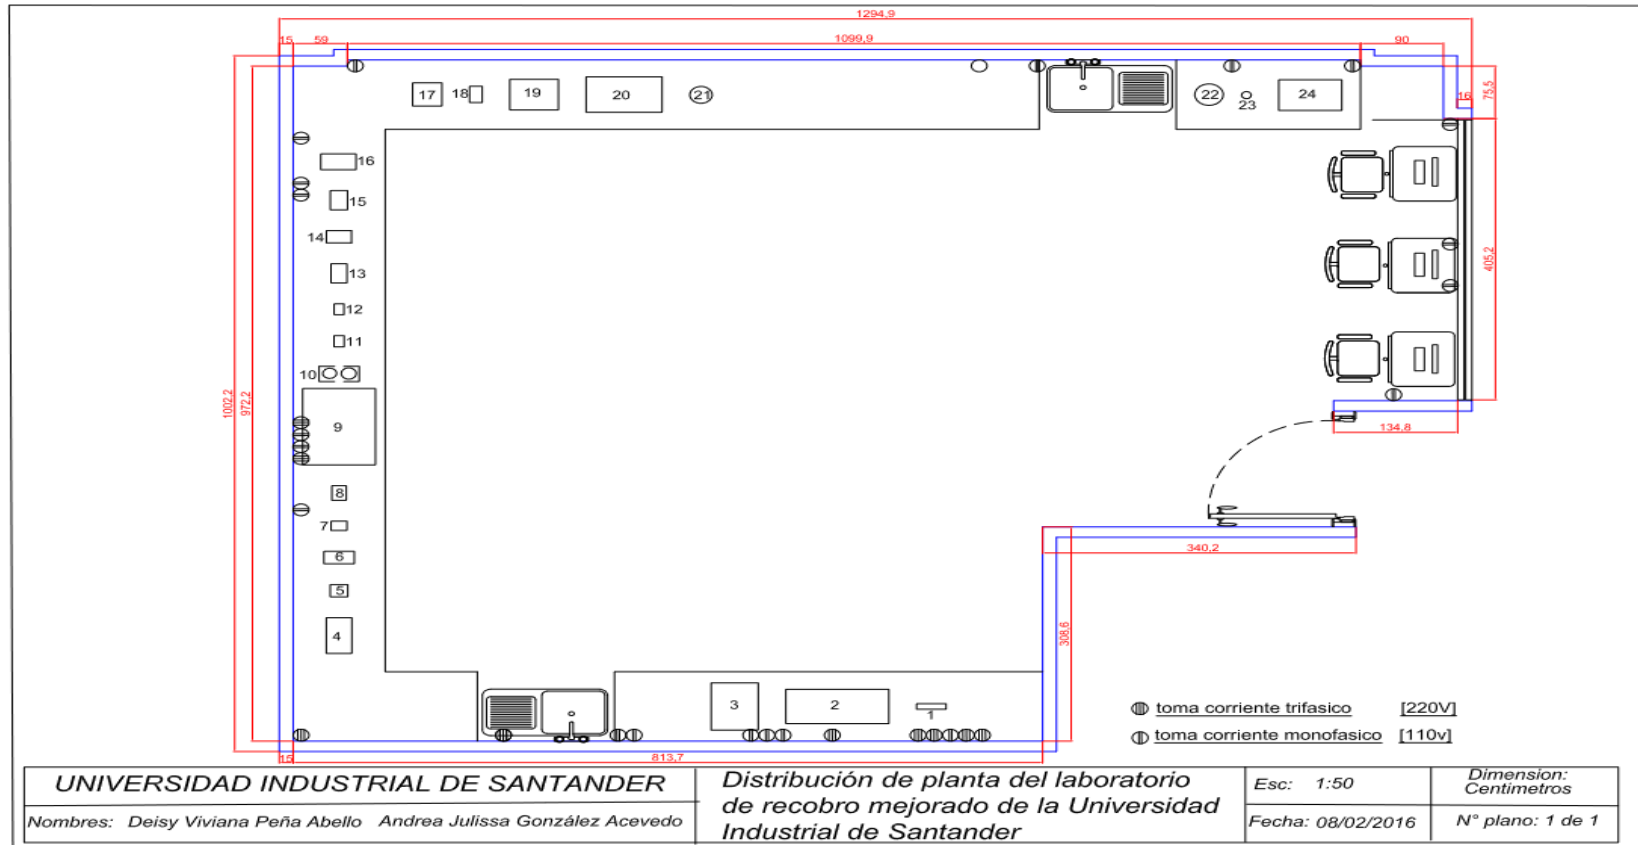 1294,9
15 59 1099,9 90
17 18 19 20 21 22 23 24
16
75,5
16
15
14
13
12
11
10
9
8
7
6
5
4
3 2 1
1002,2
972,2
405,2
134,8
340,2
308,6
15 813,7
toma corriente trifasico [220V]
toma corriente monofasico [110v]
UNIVERSIDAD INDUSTRIAL DE SANTANDER
Nombres: Deisy Viviana Peña Abello Andrea Julissa González Acevedo
Distribución de planta del laboratorio
de recobro mejorado de la Universidad
Industrial de Santander
Esc: 1:50
Dimension:
Centimetros
Fecha: 08/02/2016
N° plano: 1 de 1